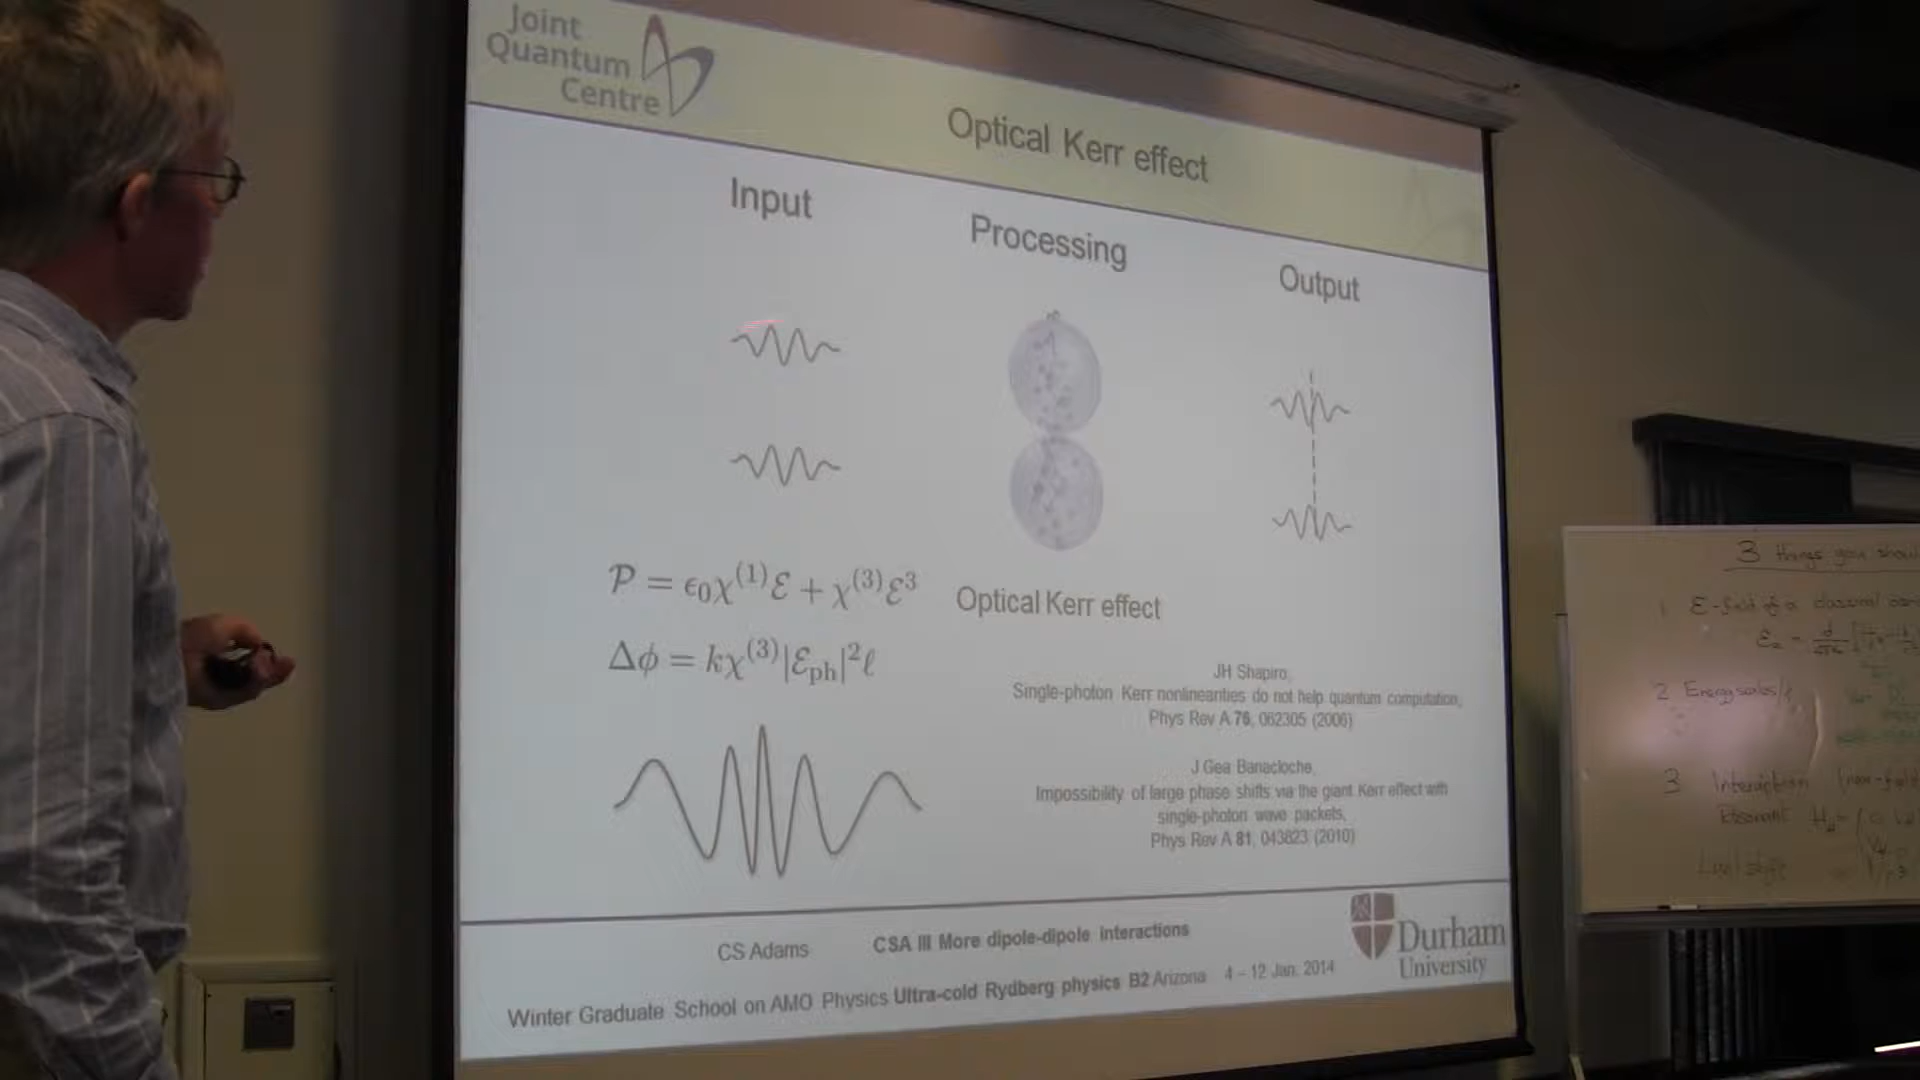 Joint
Quantum
Centre
Optical Kerr effect
Input
Processing
Output
𝒫 = ϵ₀χ⁽¹⁾ℰ + χ⁽³⁾ℰ³
Optical Kerr effect
Δϕ = kχ⁽³⁾|ℰ_ph|²ℓ
JH Shapiro,
Single-photon Kerr nonlinearities do not help quantum computation,
Phys Rev A 76, 062305 (2006)
J Gea Banacloche,
Impossibility of large phase shifts via the giant Kerr effect with
single-photon wave packets,
Phys Rev A 81, 043823 (2010)
CS Adams
CSA III More dipole-dipole interactions
Durham
University
Winter Graduate School on AMO Physics Ultra-cold Rydberg physics B2 Arizona 4 – 12 Jan. 2014
3 things you
1 ℰ-field of a classical
2 Energy scales
3 Interaction
Resonant